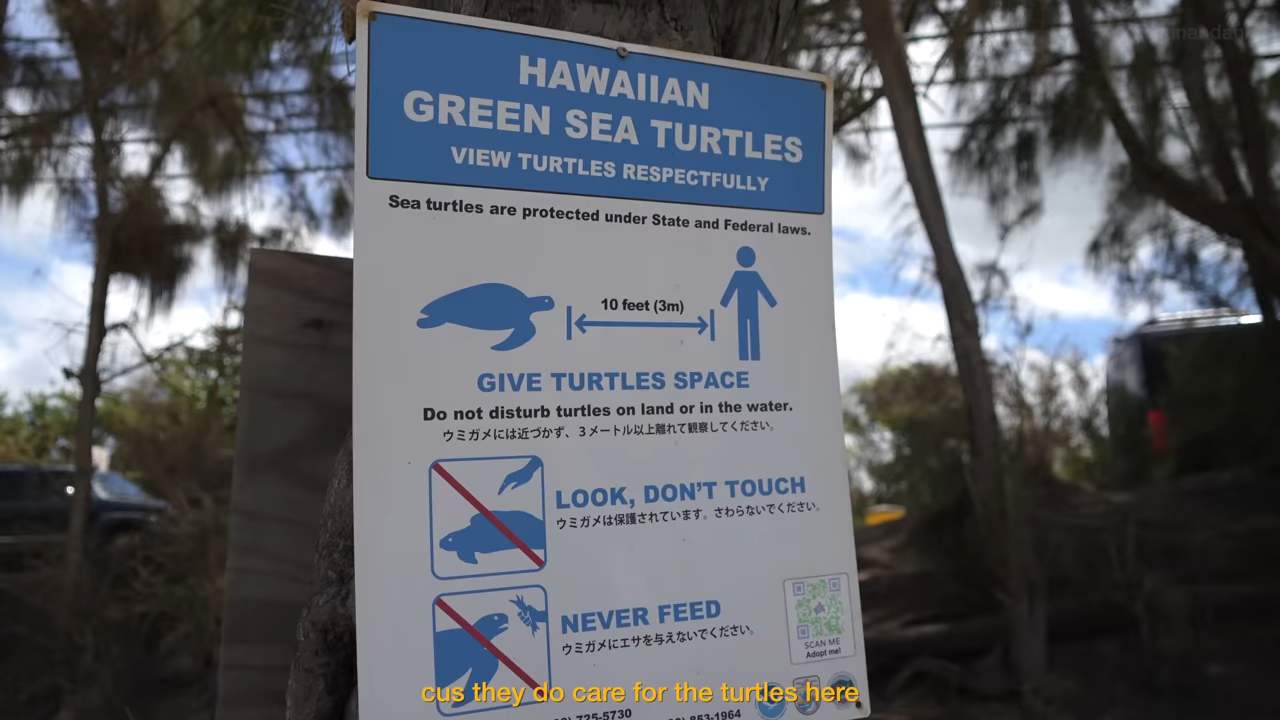 HAWAIIAN
GREEN SEA TURTLES
VIEW TURTLES RESPECTFULLY
Sea turtles are protected under State and Federal laws.
10 feet (3m)
GIVE TURTLES SPACE
Do not disturb turtles on land or in the water.
ウミガメには近づかず、3メートル以上離れて観察してください。
LOOK, DON'T TOUCH
ウミガメは保護されています。さわらないでください。
NEVER FEED
ウミガメにエサを与えないでください。
SCAN ME
Adopt me!
cus they do care for the turtles here
725-5730
853-1964